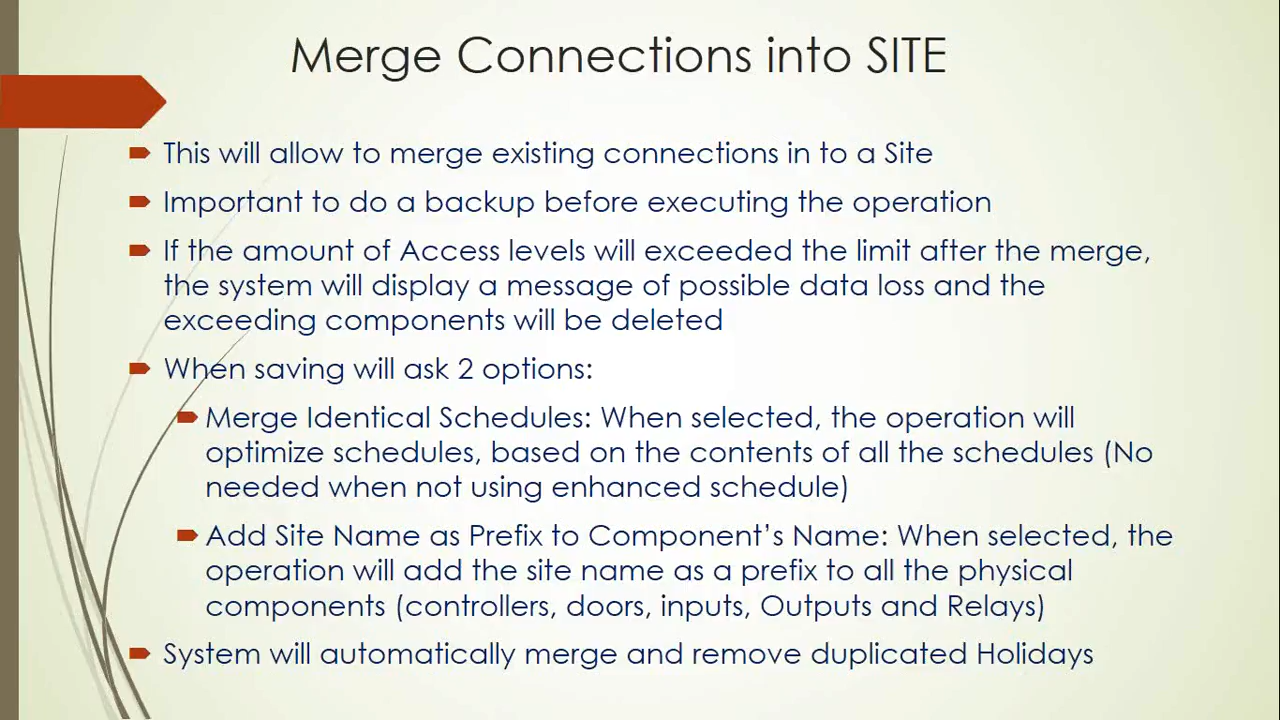 Merge Connections into SITE
This will allow to merge existing connections in to a Site
Important to do a backup before executing the operation
If the amount of Access levels will exceeded the limit after the merge,
the system will display a message of possible data loss and the
exceeding components will be deleted
When saving will ask 2 options:
Merge Identical Schedules: When selected, the operation will
optimize schedules, based on the contents of all the schedules (No
needed when not using enhanced schedule)
Add Site Name as Prefix to Component’s Name: When selected, the
operation will add the site name as a prefix to all the physical
components (controllers, doors, inputs, Outputs and Relays)
System will automatically merge and remove duplicated Holidays